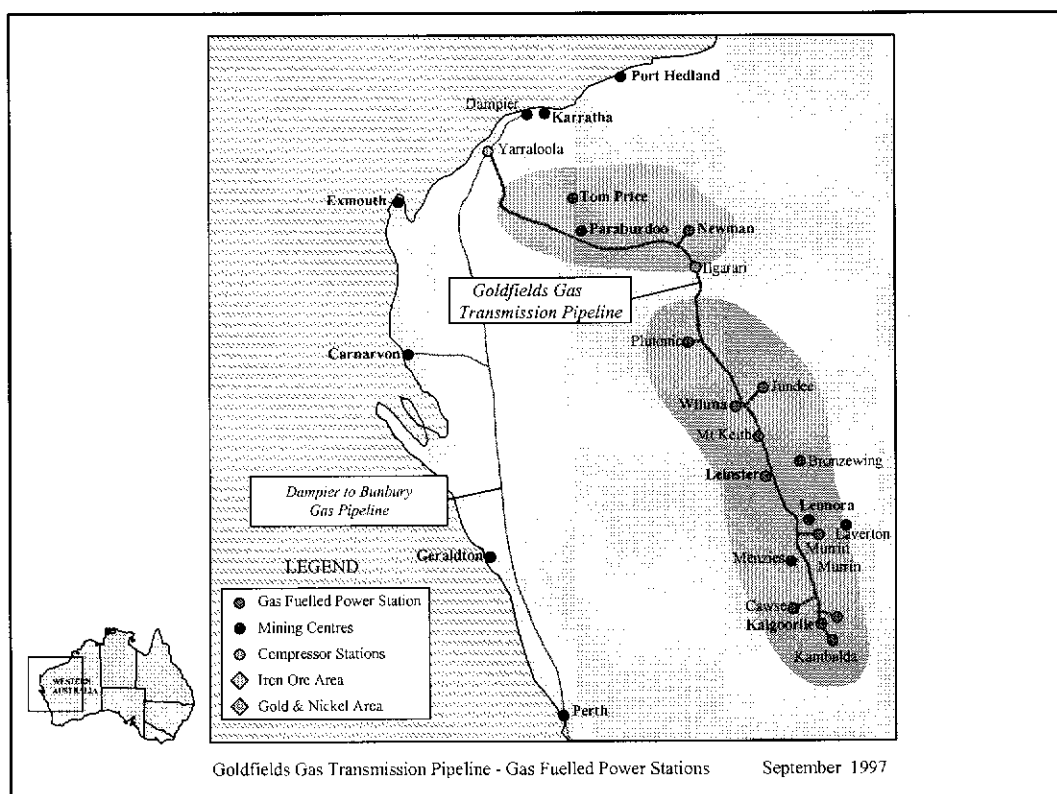 Port Hedland
Dampier
Karratha
Yarraloola
Exmouth
Tom Price
Paraburdoo
Newman
Ilgarari
Goldfields Gas
Transmission Pipeline
Plutonic
Carnarvon
Jundee
Wiluna
Mt Keith
Bronzewing
Leinster
Dampier to Bunbury
Gas Pipeline
Leonora
Laverton
Murrin
Murrin
Menzies
Geraldton
LEGEND
Gas Fuelled Power Station
Mining Centres
Compressor Stations
Iron Ore Area
Gold & Nickel Area
Cawse
Kalgoorlie
Kambalda
WESTERN
AUSTRALIA
Perth
Goldfields Gas Transmission Pipeline - Gas Fuelled Power Stations September 1997